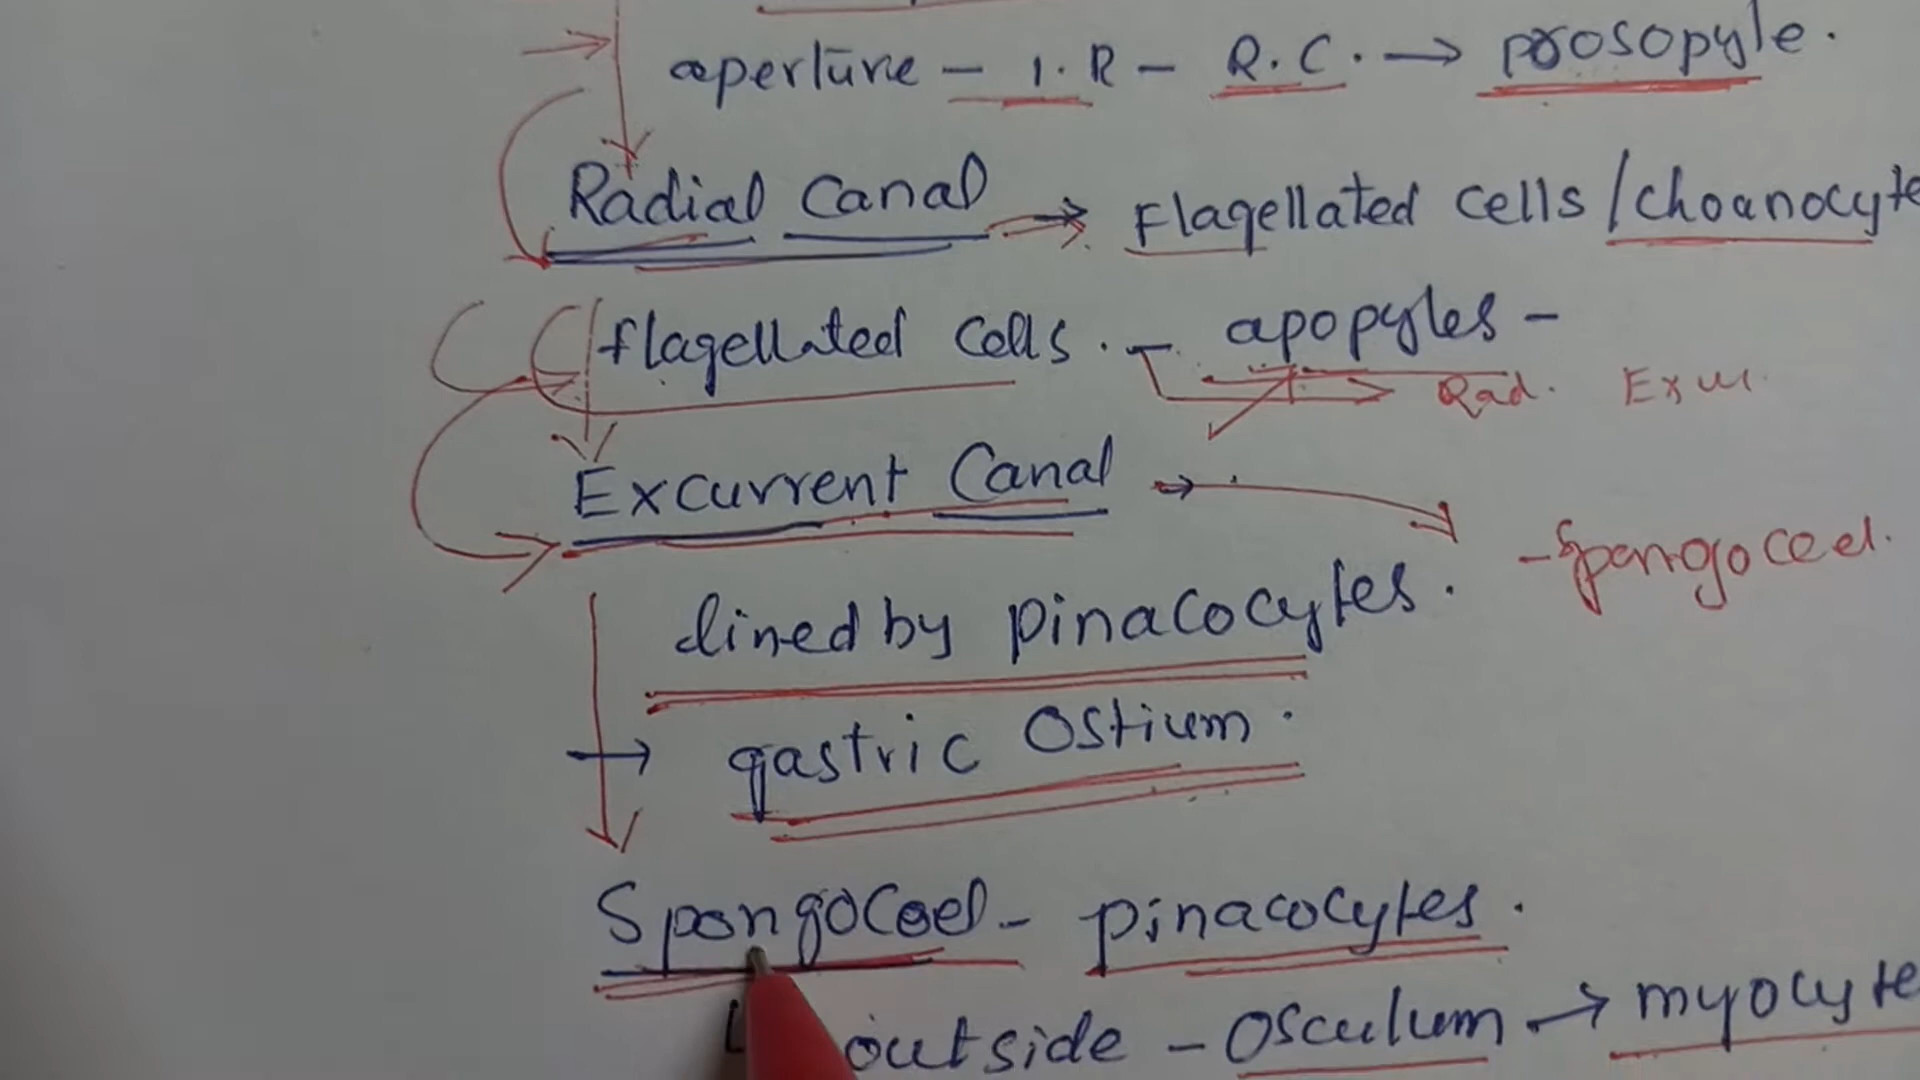 aperture - I.R - R.C. → prosopyle.
Radial Canal → Flagellated cells /choanocyte
flagellated cells. - apopyles -
Rad. Excu
Excurrent Canal →
- Spongocoel.
lined by pinacocytes.
→ gastric Ostium.
Spongocoel - pinacocytes.
outside - Osculum → myocyte